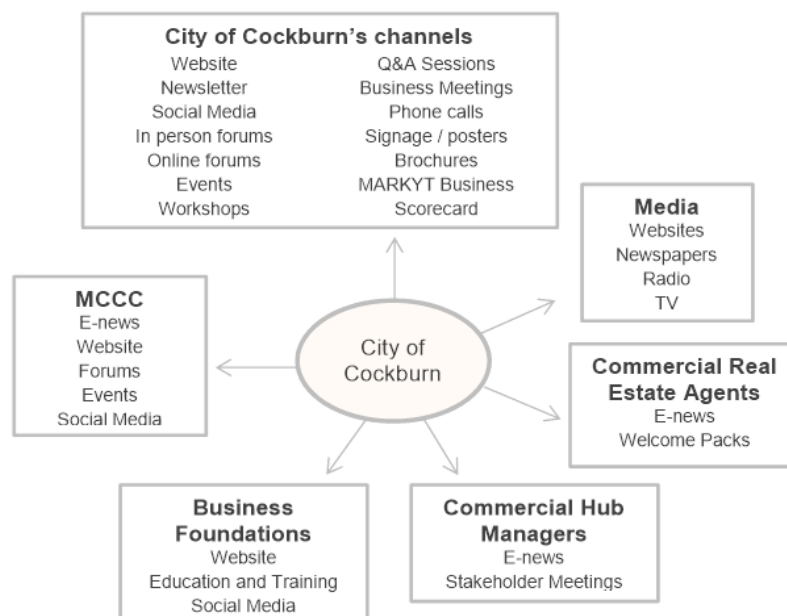 City of Cockburn's channels
Website
Newsletter
Social Media
In person forums
Online forums
Events
Workshops
Q&A Sessions
Business Meetings
Phone calls
Signage / posters
Brochures
MARKYT Business
Scorecard
Media
Websites
Newspapers
Radio
TV
MCCC
E-news
Website
Forums
Events
Social Media
City of
Cockburn
Commercial Real
Estate Agents
E-news
Welcome Packs
Business
Foundations
Website
Education and Training
Social Media
Commercial Hub
Managers
E-news
Stakeholder Meetings